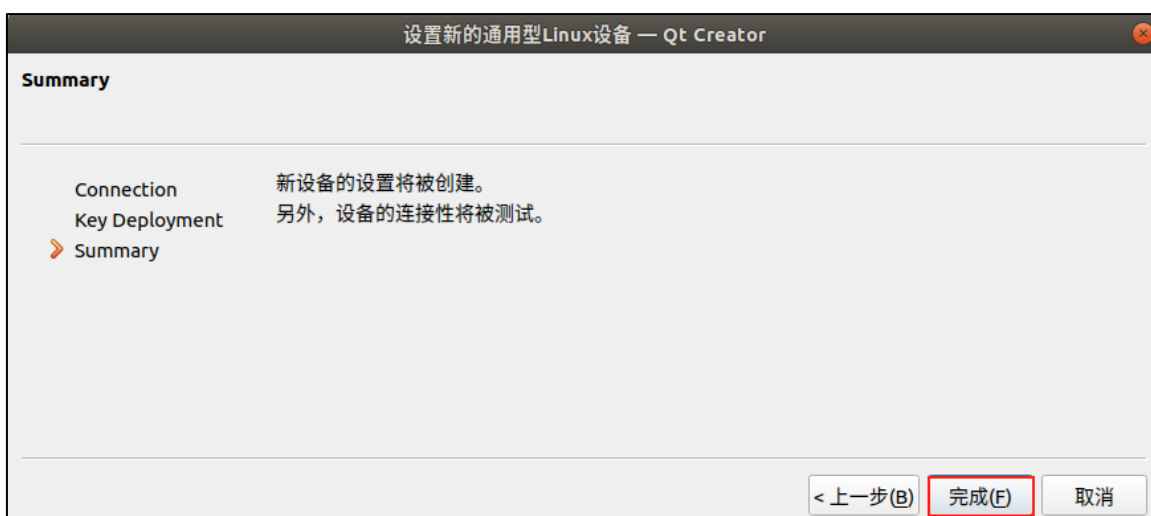 设置新的通用型Linux设备 — Qt Creator
Summary
Connection
Key Deployment
Summary
新设备的设置将被创建。
另外，设备的连接性将被测试。
< 上一步(B)
完成(F)
取消